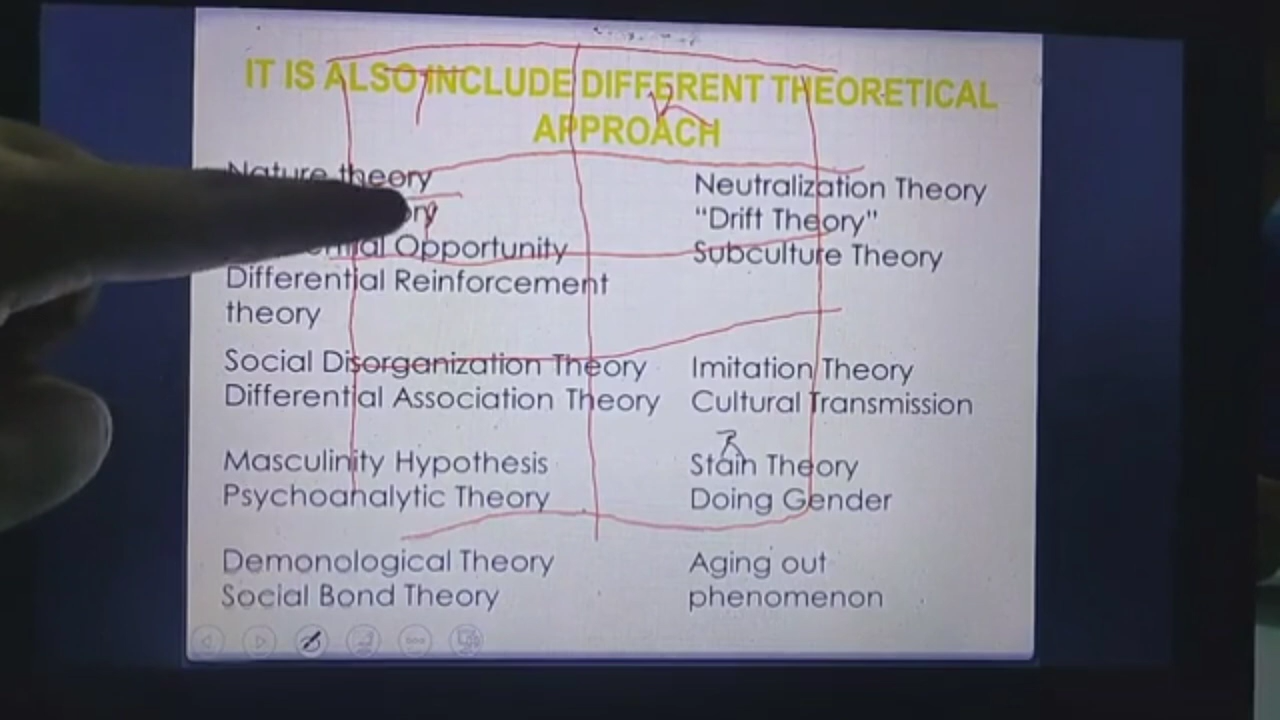 IT IS ALSO INCLUDE DIFFERENT THEORETICAL
APPROACH
Nature theory
Opportunity
Differential Reinforcement
theory
Social Disorganization Theory
Differential Association Theory
Masculinity Hypothesis
Psychoanalytic Theory
Demonological Theory
Social Bond Theory
Neutralization Theory
“Drift Theory”
Subculture Theory
Imitation Theory
Cultural Transmission
R
Stain Theory
Doing Gender
Aging out
phenomenon